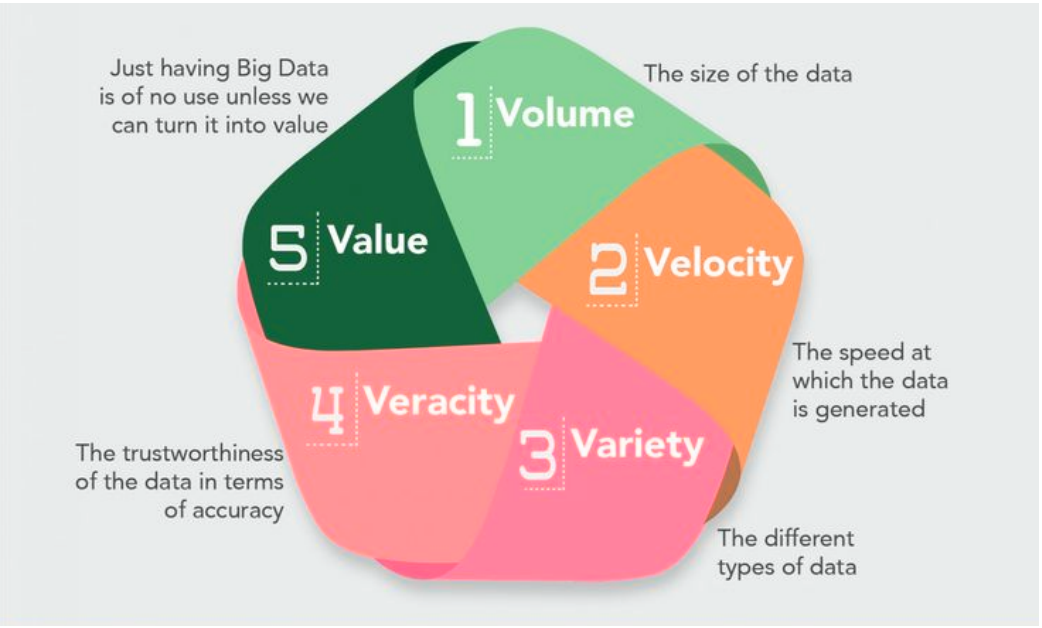 1 Volume
The size of the data
2 Velocity
The speed at
which the data
is generated
3 Variety
The different
types of data
4 Veracity
The trustworthiness
of the data in terms
of accuracy
5 Value
Just having Big Data
is of no use unless we
can turn it into value